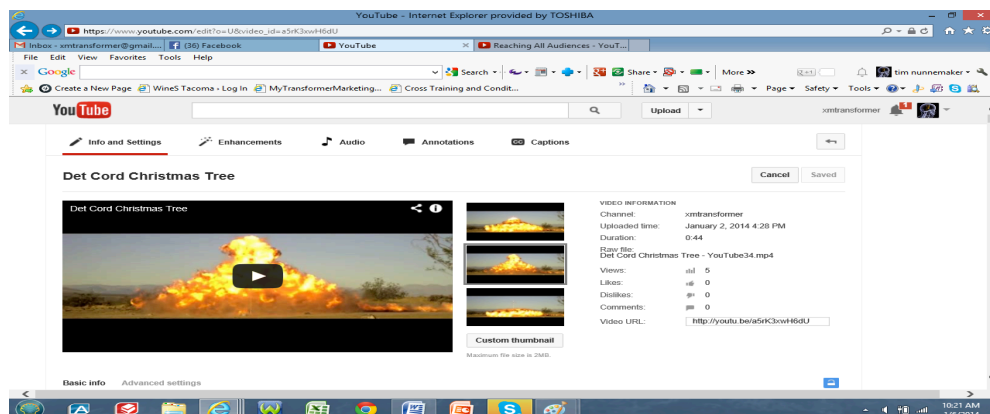 YouTube - Internet Explorer provided by TOSHIBA
https://www.youtube.com/edit?o=U&video_id=a5rK3xwH6dU
Inbox - xmtransformer@gmail.... (36) Facebook YouTube Reaching All Audiences - YouT...
File Edit View Favorites Tools Help
Google Search Share More >> tim nunnemaker
Create a New Page WineS Tacoma › Log In MyTransformerMarketing... Cross Training and Condit... Page Safety Tools
YouTube Upload xmtransformer 1
Info and Settings Enhancements Audio Annotations CC Captions
Det Cord Christmas Tree Cancel Saved
Det Cord Christmas Tree
VIDEO INFORMATION
Channel: xmtransformer
Uploaded time: January 2, 2014 4:28 PM
Duration: 0:44
Raw file:
Det Cord Christmas Tree - YouTube34.mp4
Views: 5
Likes: 0
Dislikes: 0
Comments: 0
Video URL: http://youtu.be/a5rK3xwH6dU
Custom thumbnail
Maximum file size is 2MB.
Basic info Advanced settings
10:21 AM